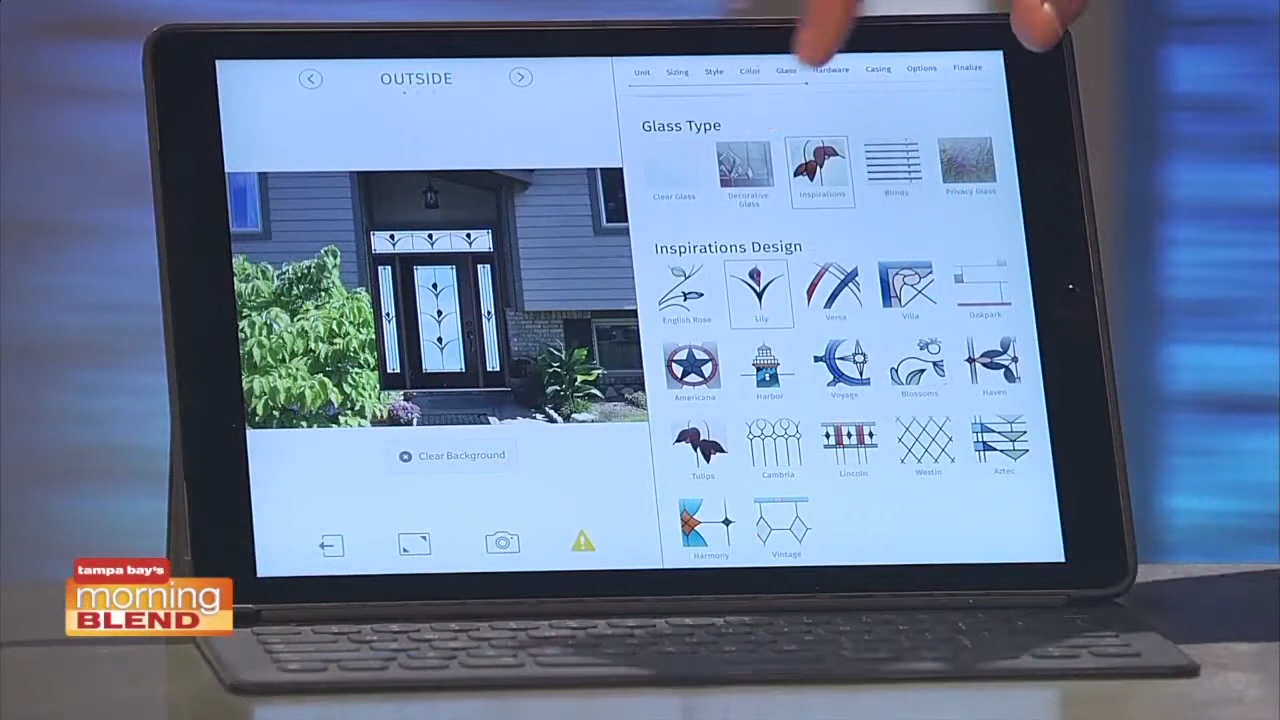 OUTSIDE
Unit Sizing Style Color Glass Hardware Casing Options Finalize
Glass Type
Clear Glass Decorative Glass Inspirations Blinds Privacy Glass
Inspirations Design
English Rose Lily Versa Villa Oakpark
Americana Harbor Voyage Blossoms Haven
Tulips Cambria Lincoln Westin Aztec
Harmony Vintage
Clear Background
tampa bay's
morning
BLEND